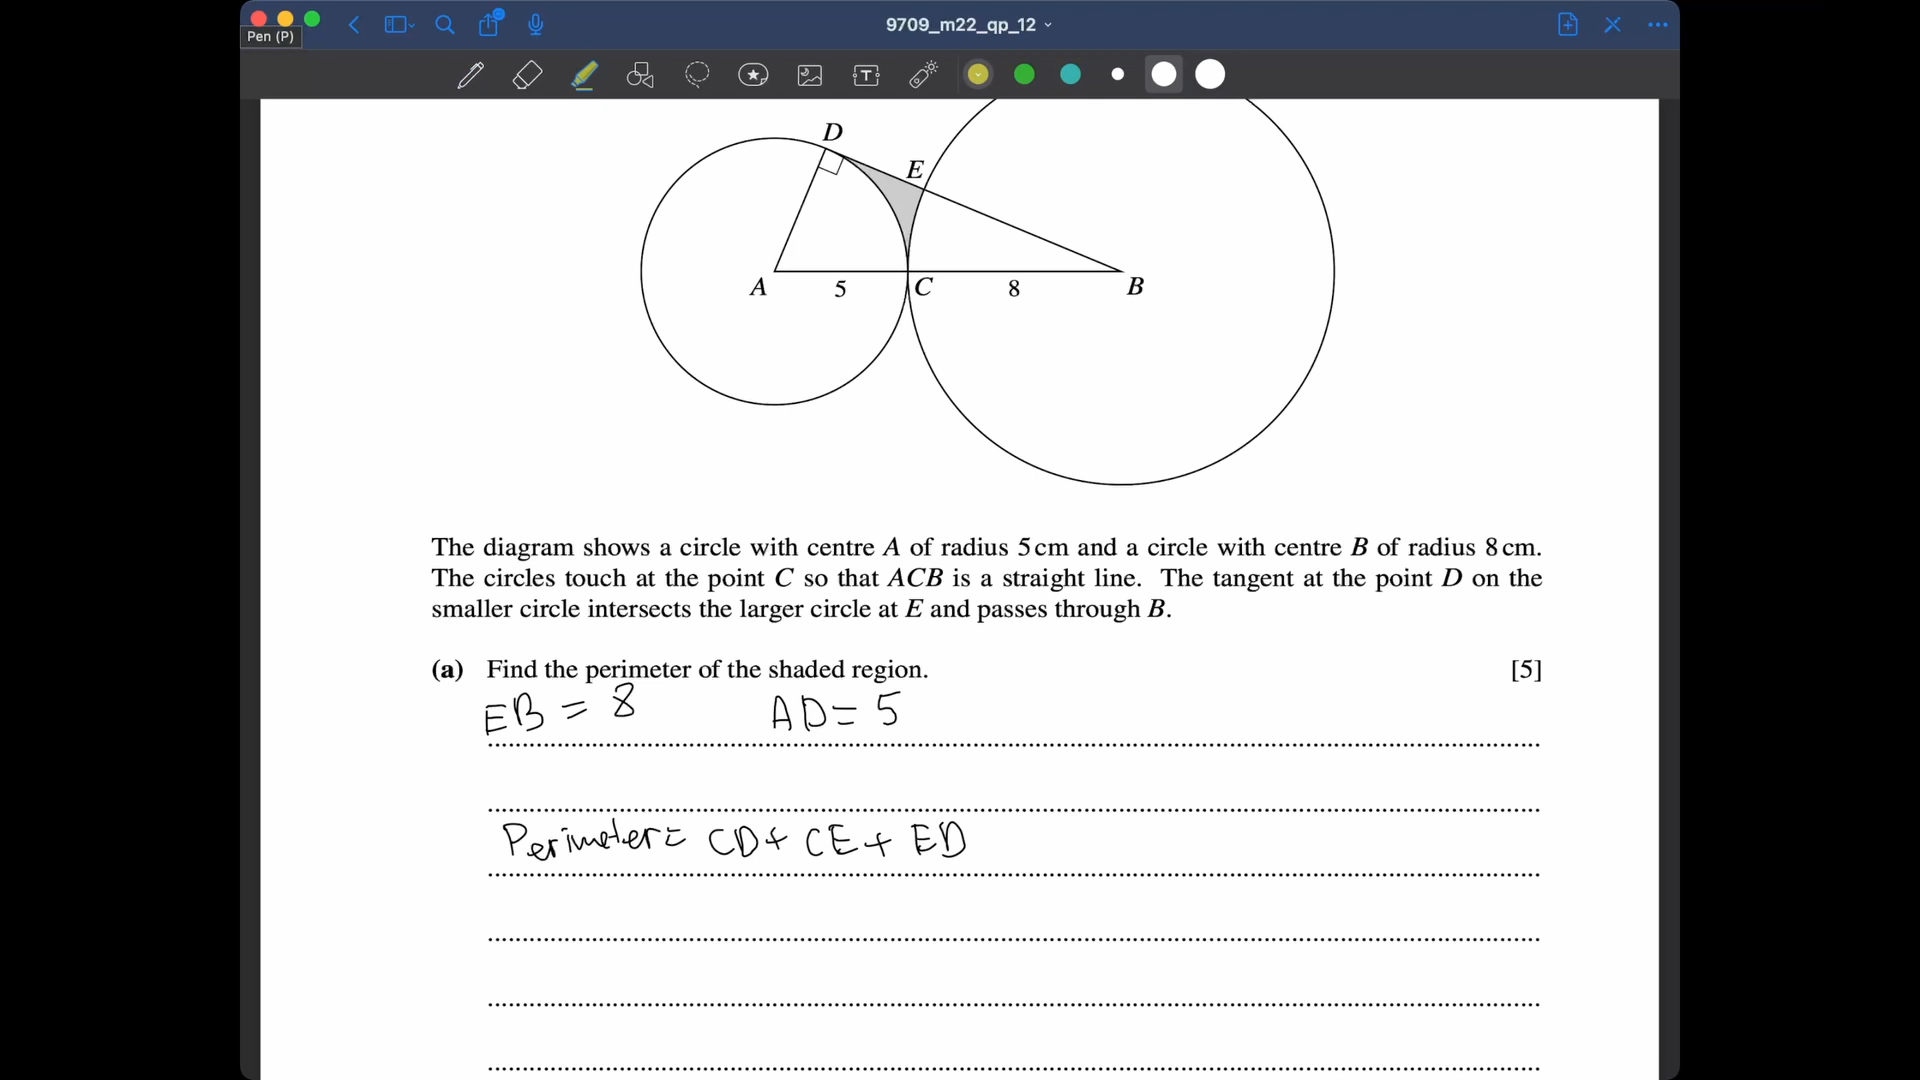 9709_m22_qp_12
Pen (P)
D
E
A
5
C
8
B
The diagram shows a circle with centre A of radius 5 cm and a circle with centre B of radius 8 cm.
The circles touch at the point C so that ACB is a straight line. The tangent at the point D on the
smaller circle intersects the larger circle at E and passes through B.
(a) Find the perimeter of the shaded region. [5]
EB = 8 AD = 5
Perimeter = CD + CE + ED